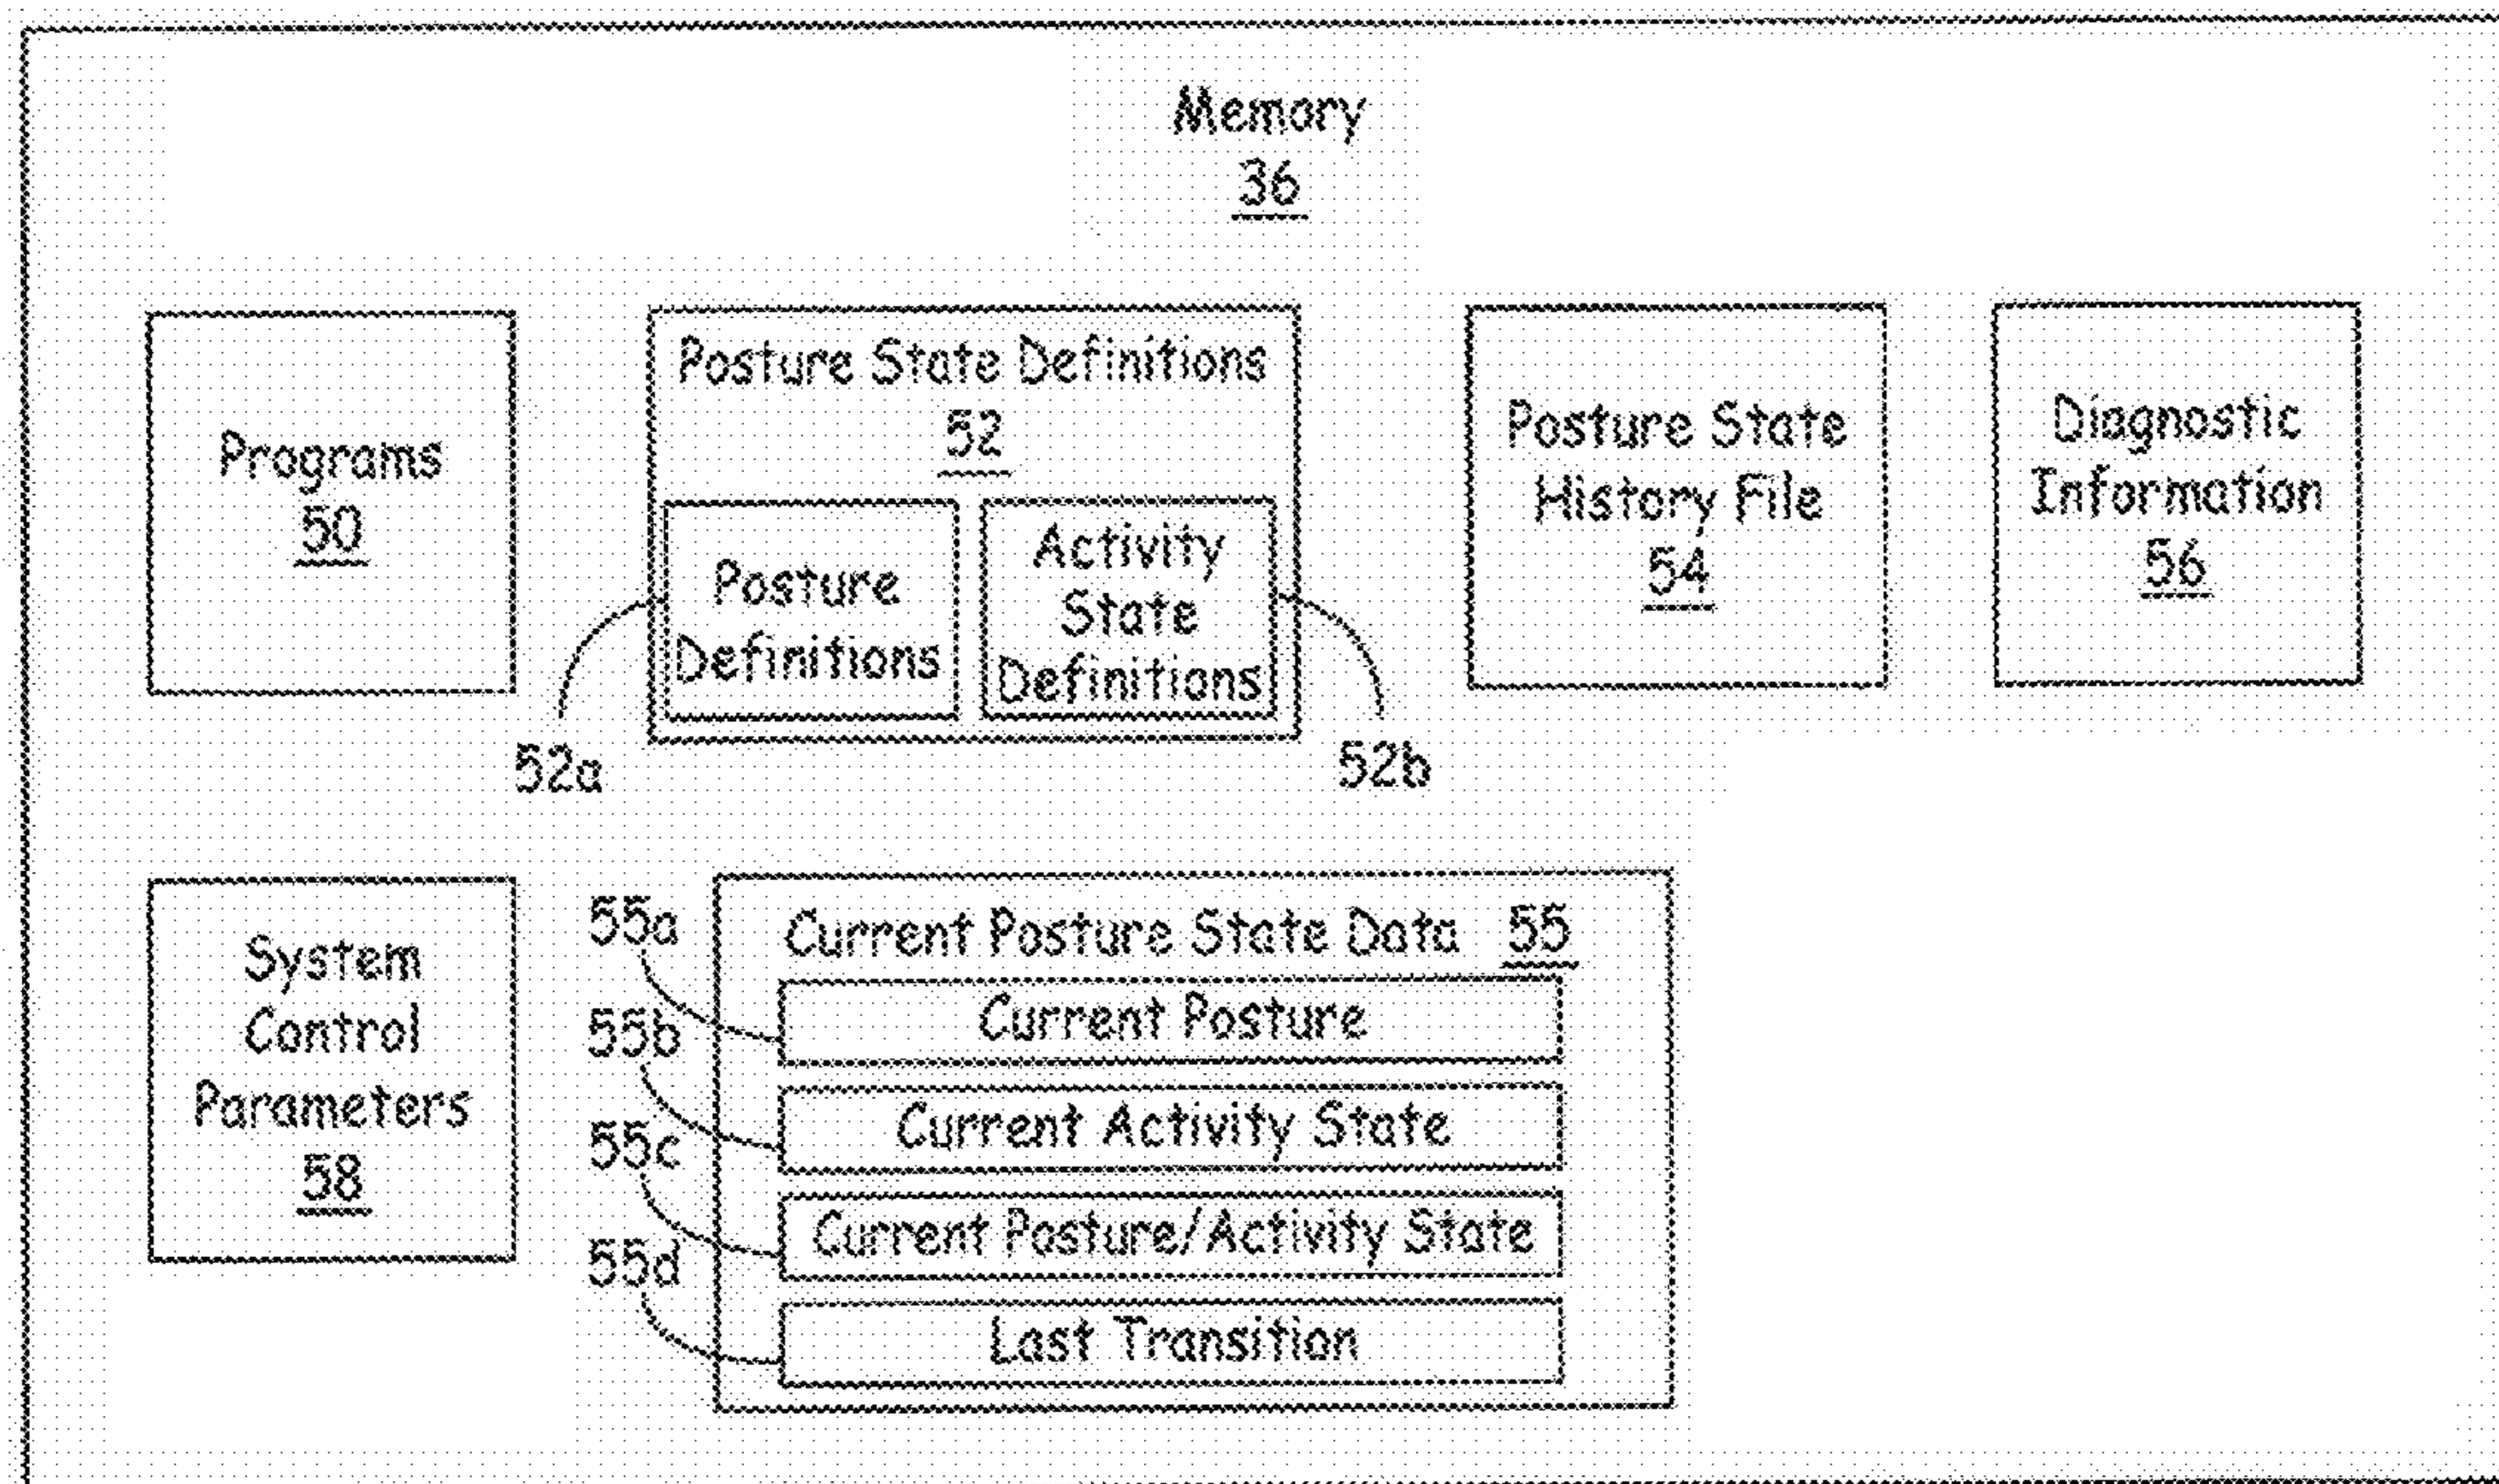 Memory
36
Programs
50
Posture State Definitions
52
Posture
Definitions
Activity
State
Definitions
52a
52b
Posture State
History File
54
Diagnostic
Information
56
System
Control
Parameters
58
Current Posture State Data 55
55a
Current Posture
55b
Current Activity State
55c
Current Posture/Activity State
55d
Last Transition